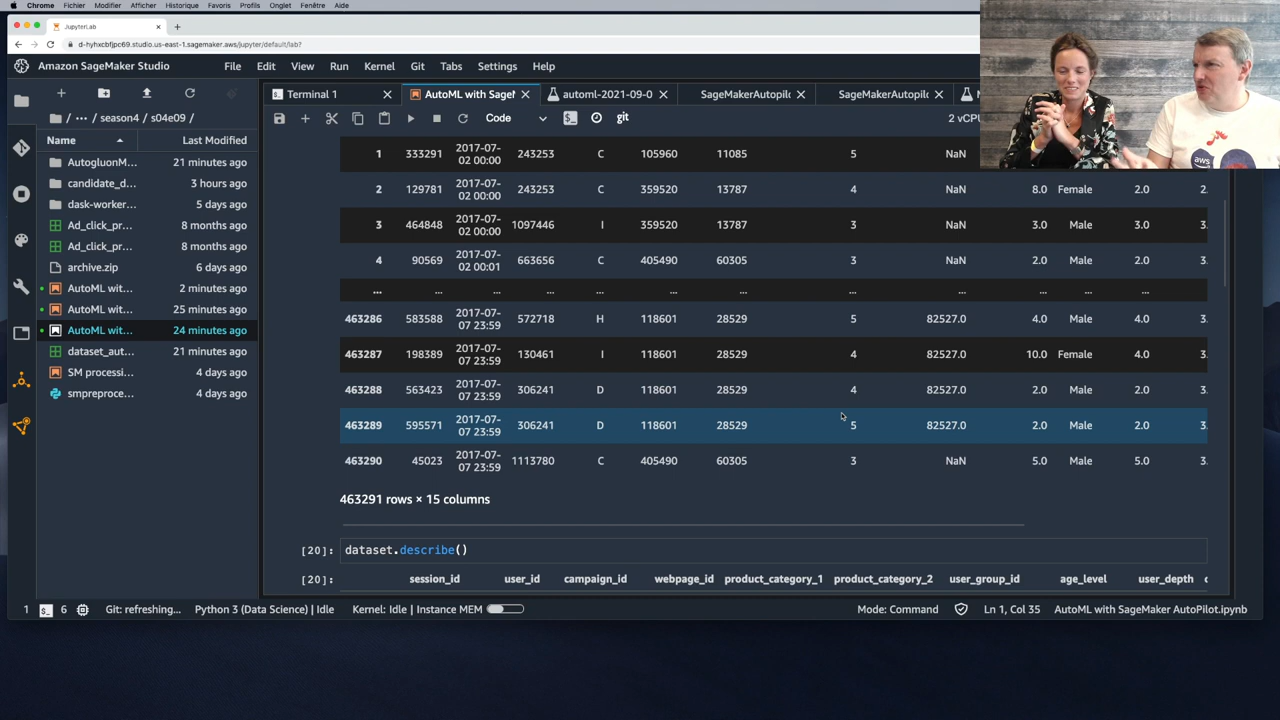 Chrome Fichier Modifier Afficher Historique Favoris Profils Onglet Fenêtre Aide
JupyterLab
d-hyhxcbfjpc69.studio.us-east-1.sagemaker.aws/jupyter/default/lab?
Amazon SageMaker Studio File Edit View Run Kernel Git Tabs Settings Help
Terminal 1 AutoML with SageM automl-2021-09-0 SageMakerAutopilo SageMakerAutopilo
/ ··· / season4 / s04e09 /
Code git 2 vCPU
Name Last Modified
AutogluonM... 21 minutes ago
candidate_d... 3 hours ago
dask-worker... 5 days ago
Ad_click_pr... 8 months ago
Ad_click_pr... 8 months ago
archive.zip 6 days ago
AutoML wit... 2 minutes ago
AutoML wit... 25 minutes ago
AutoML wit... 24 minutes ago
dataset_aut... 21 minutes ago
SM processi... 4 days ago
smpreproce... 4 days ago
1 333291 2017-07-02 00:00 243253 C 105960 11085 5 NaN
2 129781 2017-07-02 00:00 243253 C 359520 13787 4 NaN 8.0 Female 2.0 2.
3 464848 2017-07-02 00:00 1097446 I 359520 13787 3 NaN 3.0 Male 3.0 3.
4 90569 2017-07-02 00:01 663656 C 405490 60305 3 NaN 2.0 Male 2.0 3.
... ... ... ... ... ... ... ... ... ... ... ...
463286 583588 2017-07-07 23:59 572718 H 118601 28529 5 82527.0 4.0 Male 4.0 3.
463287 198389 2017-07-07 23:59 130461 I 118601 28529 4 82527.0 10.0 Female 4.0 3.
463288 563423 2017-07-07 23:59 306241 D 118601 28529 4 82527.0 2.0 Male 2.0 3.
463289 595571 2017-07-07 23:59 306241 D 118601 28529 5 82527.0 2.0 Male 2.0 3.
463290 45023 2017-07-07 23:59 1113780 C 405490 60305 3 NaN 5.0 Male 5.0 3.
463291 rows × 15 columns
[20]: dataset.describe()
[20]: session_id user_id campaign_id webpage_id product_category_1 product_category_2 user_group_id age_level user_depth c
1 6 Git: refreshing... Python 3 (Data Science) | Idle Kernel: Idle | Instance MEM Mode: Command Ln 1, Col 35 AutoML with SageMaker AutoPilot.ipynb
aws